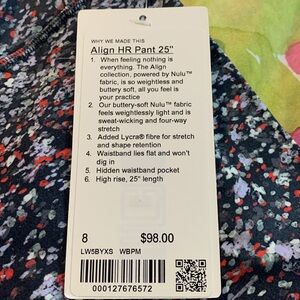 WHY WE MADE THIS
Align HR Pant 25"
1. When feeling nothing is
everything. The Align
collection, powered by Nulu™
fabric, is so weightless and
buttery soft, all you feel is
your practice
2. Our buttery-soft Nulu™ fabric
feels weightlessly light and is
sweat-wicking and four-way
stretch
3. Added Lycra® fibre for stretch
and shape retention
4. Waistband lies flat and won't
dig in
5. Hidden waistband pocket
6. High rise, 25" length
8 $98.00
LW5BYXS WBPM
000127676572